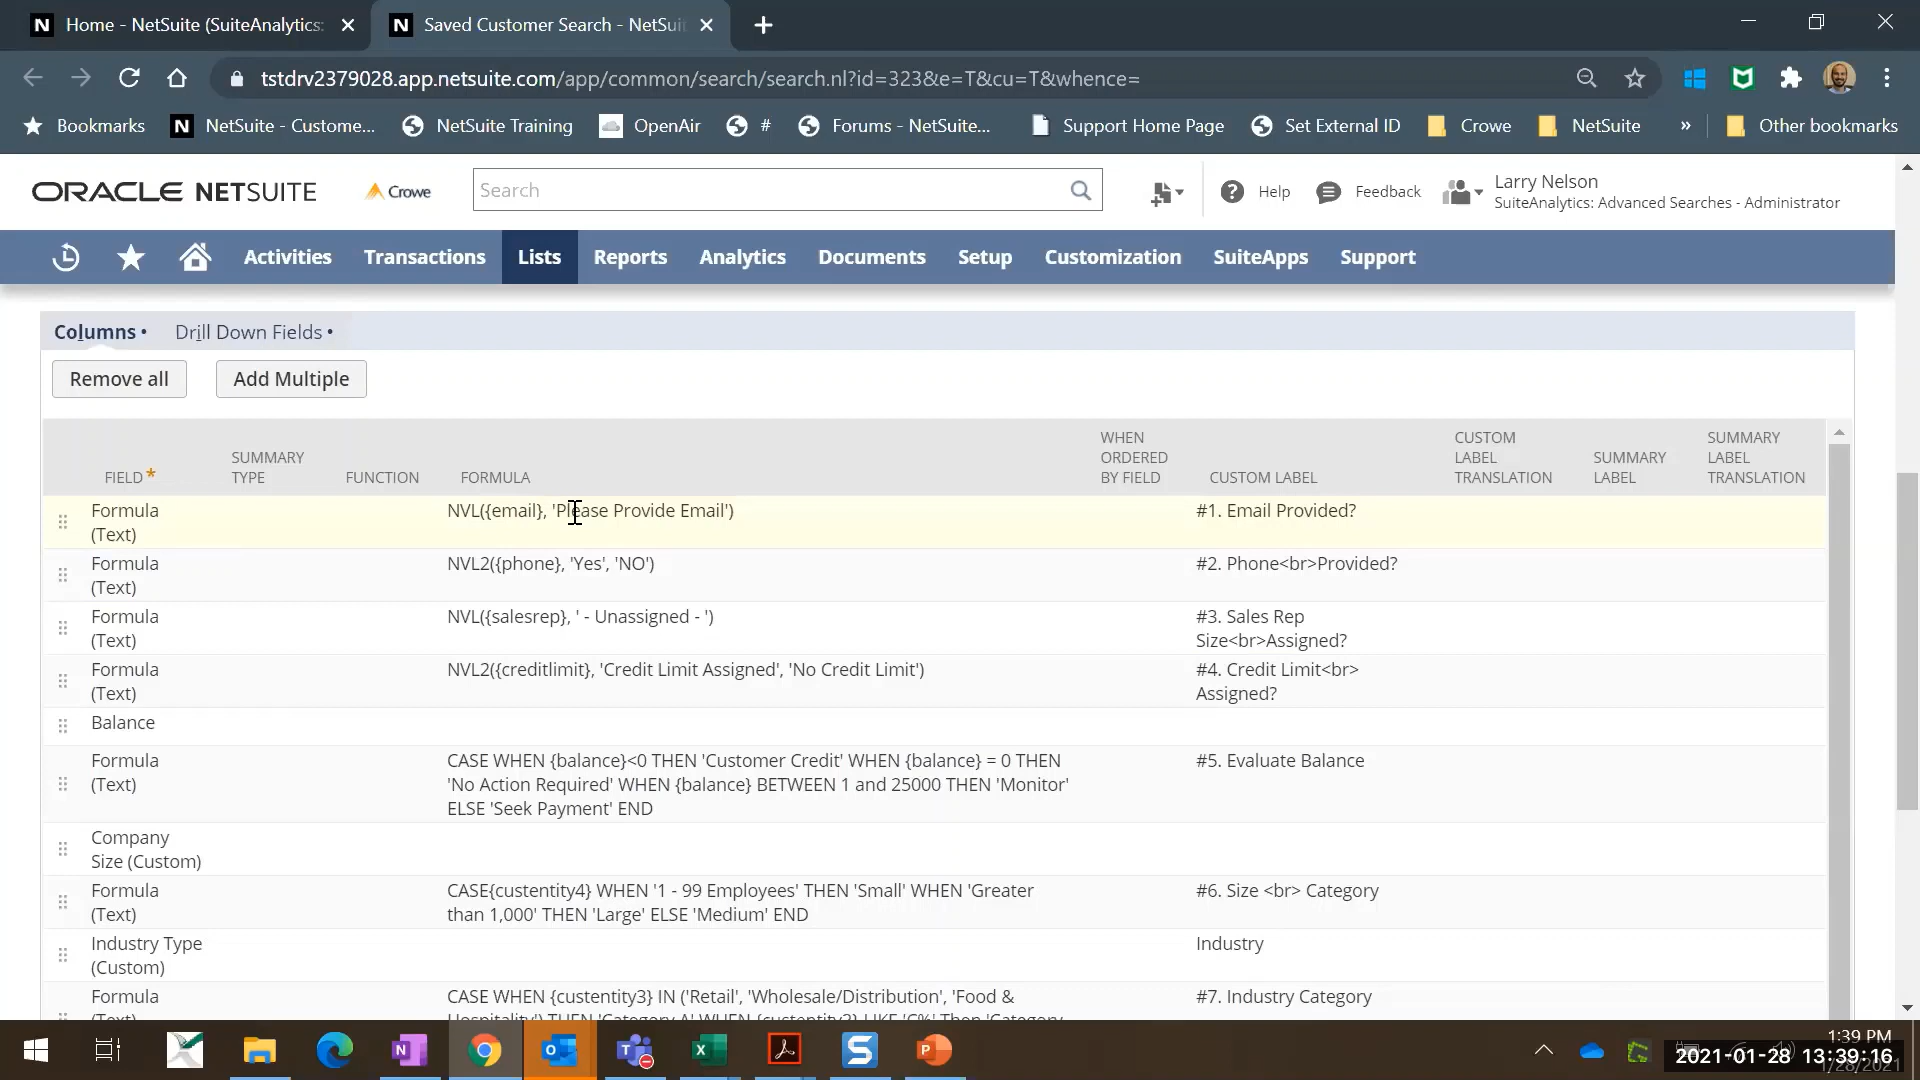 Home - NetSuite (SuiteAnalytics:
Saved Customer Search - NetSui
tstdrv2379028.app.netsuite.com/app/common/search/search.nl?id=323&e=T&cu=T&whence=
Bookmarks
NetSuite - Custome...
NetSuite Training
OpenAir
#
Forums - NetSuite...
Support Home Page
Set External ID
Crowe
NetSuite
»
Other bookmarks
ORACLE NETSUITE
Crowe
Search
Help
Feedback
Larry Nelson
SuiteAnalytics: Advanced Searches - Administrator
Activities
Transactions
Lists
Reports
Analytics
Documents
Setup
Customization
SuiteApps
Support
Columns •
Drill Down Fields •
Remove all
Add Multiple
FIELD *
SUMMARY
TYPE
FUNCTION
FORMULA
WHEN
ORDERED
BY FIELD
CUSTOM LABEL
CUSTOM
LABEL
TRANSLATION
SUMMARY
LABEL
SUMMARY
LABEL
TRANSLATION
Formula
(Text)
NVL({email}, 'Please Provide Email')
#1. Email Provided?
Formula
(Text)
NVL2({phone}, 'Yes', 'NO')
#2. Phone<br>Provided?
Formula
(Text)
NVL({salesrep}, ' - Unassigned - ')
#3. Sales Rep
Size<br>Assigned?
Formula
(Text)
NVL2({creditlimit}, 'Credit Limit Assigned', 'No Credit Limit')
#4. Credit Limit<br>
Assigned?
Balance
Formula
(Text)
CASE WHEN {balance}<0 THEN 'Customer Credit' WHEN {balance} = 0 THEN
'No Action Required' WHEN {balance} BETWEEN 1 and 25000 THEN 'Monitor'
ELSE 'Seek Payment' END
#5. Evaluate Balance
Company
Size (Custom)
Formula
(Text)
CASE{custentity4} WHEN '1 - 99 Employees' THEN 'Small' WHEN 'Greater
than 1,000' THEN 'Large' ELSE 'Medium' END
#6. Size <br> Category
Industry Type
(Custom)
Industry
Formula
(Text)
CASE WHEN {custentity3} IN ('Retail', 'Wholesale/Distribution', 'Food &
Hospitality') THEN 'Category A' WHEN {custentity3} LIKE 'C%' Then 'Category
#7. Industry Category
1:39 PM
2021-01-28 13:39:16